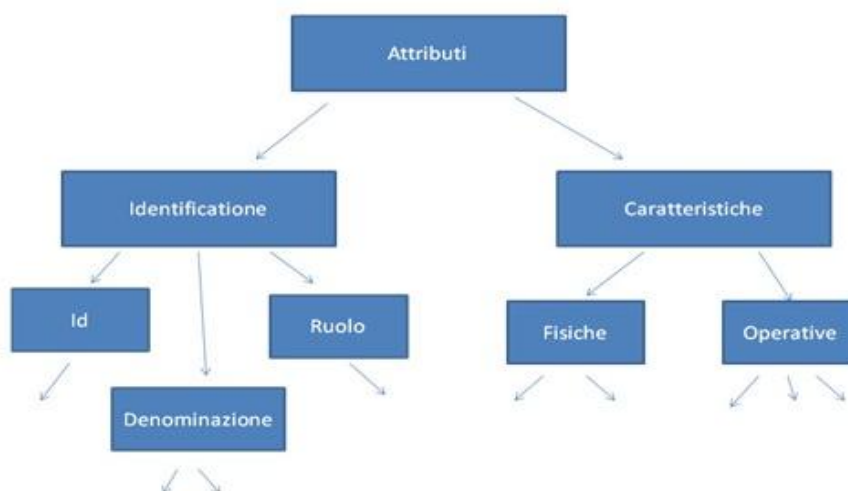 Attributi
Identificatione
Caratteristiche
Id
Ruolo
Fisiche
Operative
Denominazione